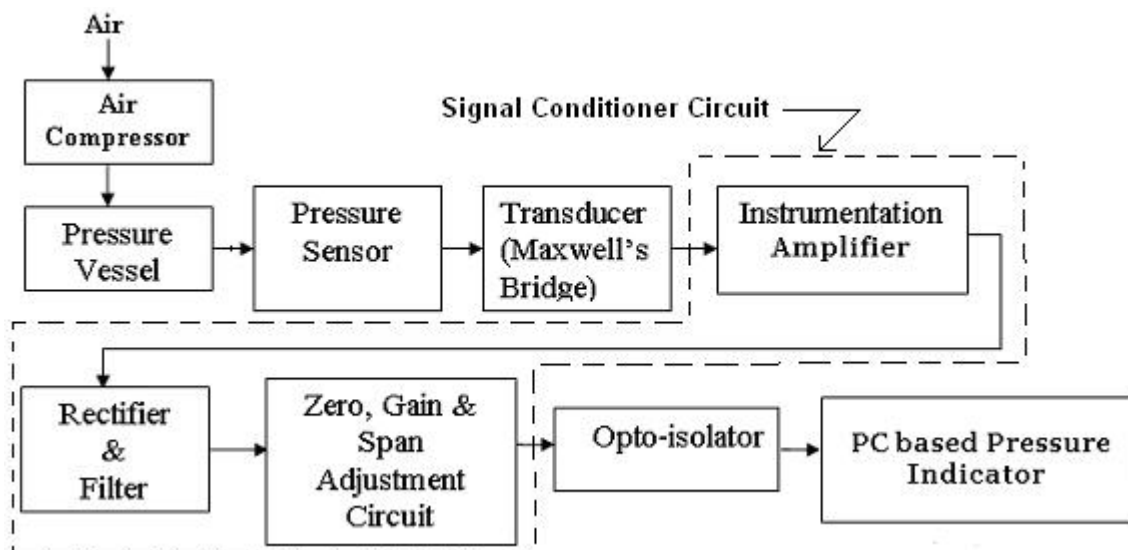 Air
Air
Compressor
Signal Conditioner Circuit
Pressure
Vessel
Pressure
Sensor
Transducer
(Maxwell's
Bridge)
Instrumentation
Amplifier
Rectifier
&
Filter
Zero, Gain &
Span
Adjustment
Circuit
Opto-isolator
PC based Pressure
Indicator